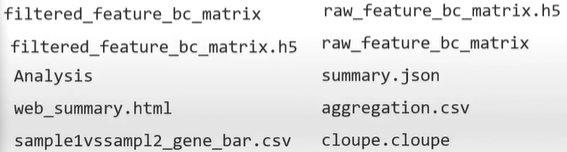 filtered_feature_bc_matrix
filtered_feature_bc_matrix.h5
Analysis
web_summary.html
sample1vssampl2_gene_bar.csv
raw_feature_bc_matrix.h5
raw_feature_bc_matrix
summary.json
aggregation.csv
cloupe.cloupe